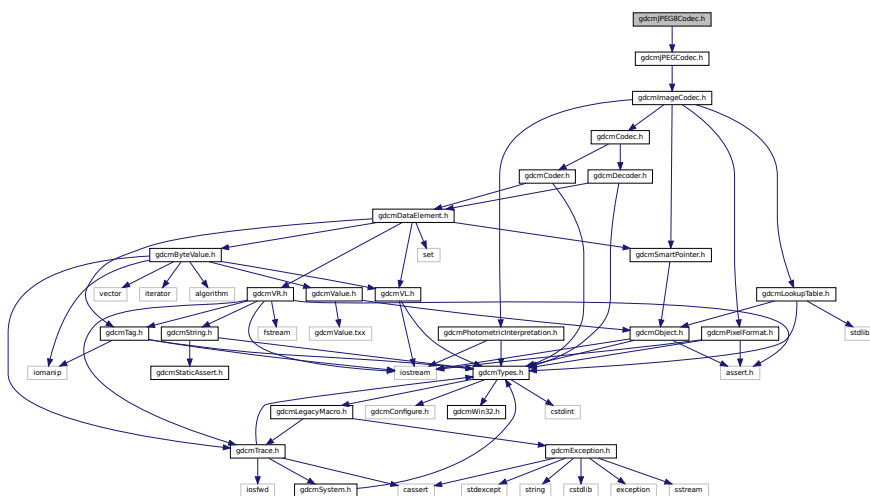 gdcmJPEG8Codec.h
gdcmJPEGCodec.h
gdcmImageCodec.h
gdcmCodec.h
gdcmCoder.h
gdcmDecoder.h
gdcmDataElement.h
gdcmByteValue.h
set
gdcmSmartPointer.h
vector
iterator
algorithm
gdcmVR.h
gdcmValue.h
gdcmVL.h
gdcmLookupTable.h
gdcmTag.h
gdcmString.h
fstream
gdcmValue.txx
gdcmPhotometricInterpretation.h
gdcmObject.h
gdcmPixelFormat.h
stdlib
iomanip
gdcmStaticAssert.h
iostream
gdcmTypes.h
assert.h
gdcmLegacyMacro.h
gdcmConfigure.h
gdcmWin32.h
cstdint
gdcmTrace.h
gdcmException.h
iosfwd
gdcmSystem.h
cassert
stdexcept
string
cstdlib
exception
sstream